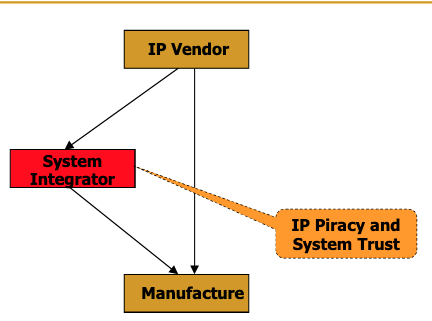 IP Vendor
System
Integrator
IP Piracy and
System Trust
Manufacture